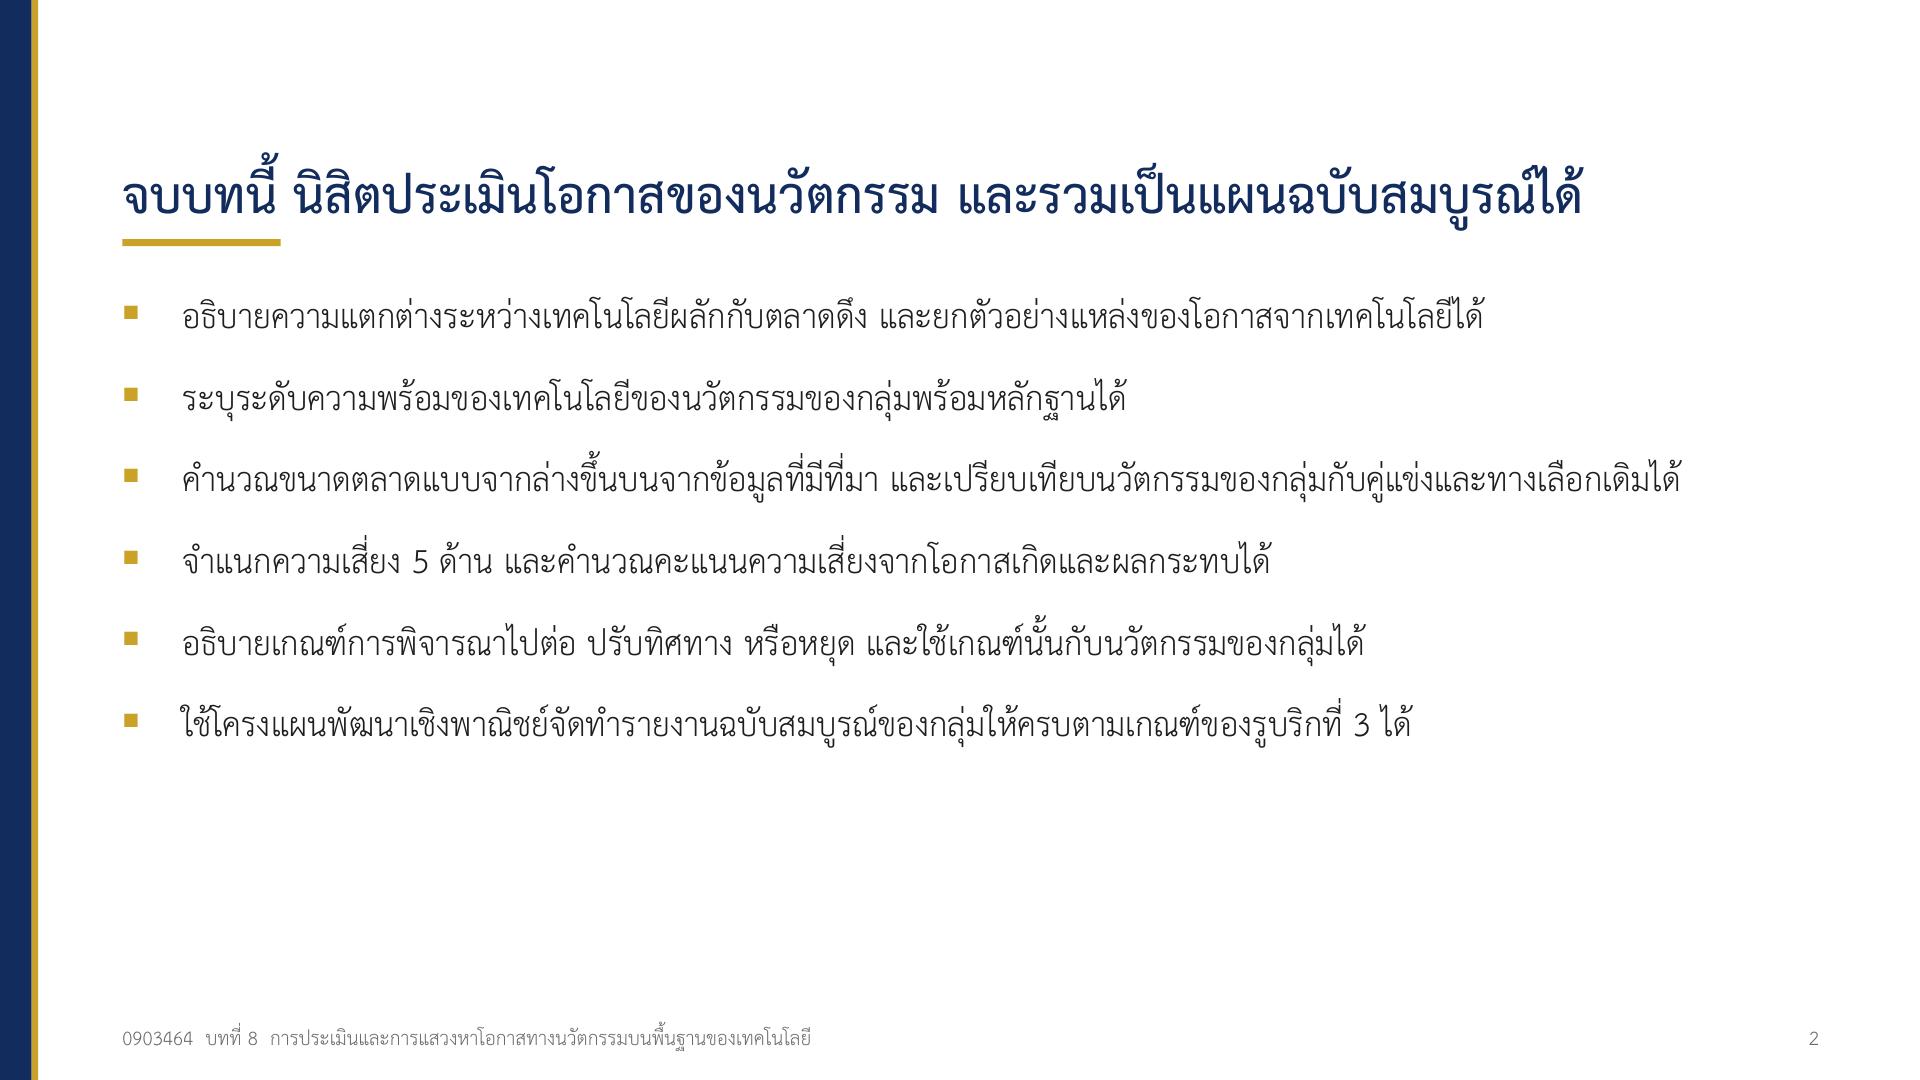 จบบทนี้ นิสิตประเมินโอกาสของนวัตกรรม และรวมเป็นแผนฉบับสมบูรณ์ได้
อธิบายความแตกต่างระหว่างเทคโนโลยีผลักกับตลาดดึง และยกตัวอย่างแหล่งของโอกาสจากเทคโนโลยีได้
ระบุระดับความพร้อมของเทคโนโลยีของนวัตกรรมของกลุ่มพร้อมหลักฐานได้
คำนวณขนาดตลาดแบบจากล่างขึ้นบนจากข้อมูลที่มีที่มา และเปรียบเทียบนวัตกรรมของกลุ่มกับคู่แข่งและทางเลือกเดิมได้
จำแนกความเสี่ยง 5 ด้าน และคำนวณคะแนนความเสี่ยงจากโอกาสเกิดและผลกระทบได้
อธิบายเกณฑ์การพิจารณาไปต่อ ปรับทิศทาง หรือหยุด และใช้เกณฑ์นั้นกับนวัตกรรมของกลุ่มได้
ใช้โครงแผนพัฒนาเชิงพาณิชย์จัดทำรายงานฉบับสมบูรณ์ของกลุ่มให้ครบตามเกณฑ์ของรูบริกที่ 3 ได้
0903464 บทที่ 8 การประเมินและการแสวงหาโอกาสทางนวัตกรรมบนพื้นฐานของเทคโนโลยี
2